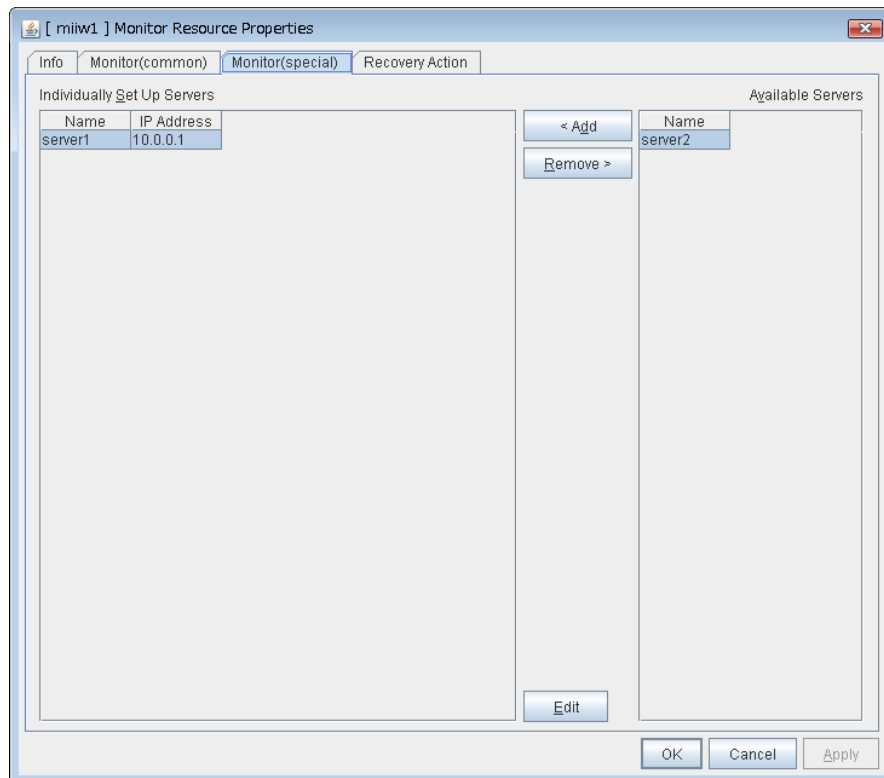 [ miiw1 ] Monitor Resource Properties
Info Monitor(common) Monitor(special) Recovery Action
Individually Set Up Servers Available Servers
Name IP Address < Add Name
server1 10.0.0.1 server2
Remove >
Edit
OK Cancel Apply